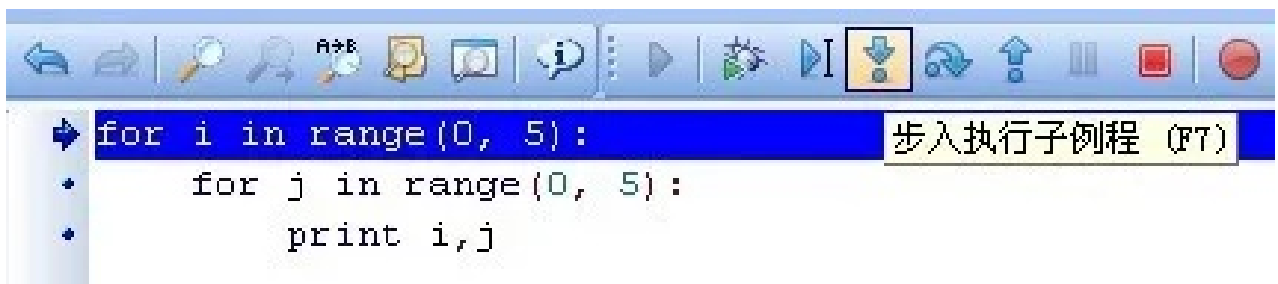 A→B
for i in range(0, 5):
步入执行子例程 (F7)
for j in range(0, 5):
print i,j